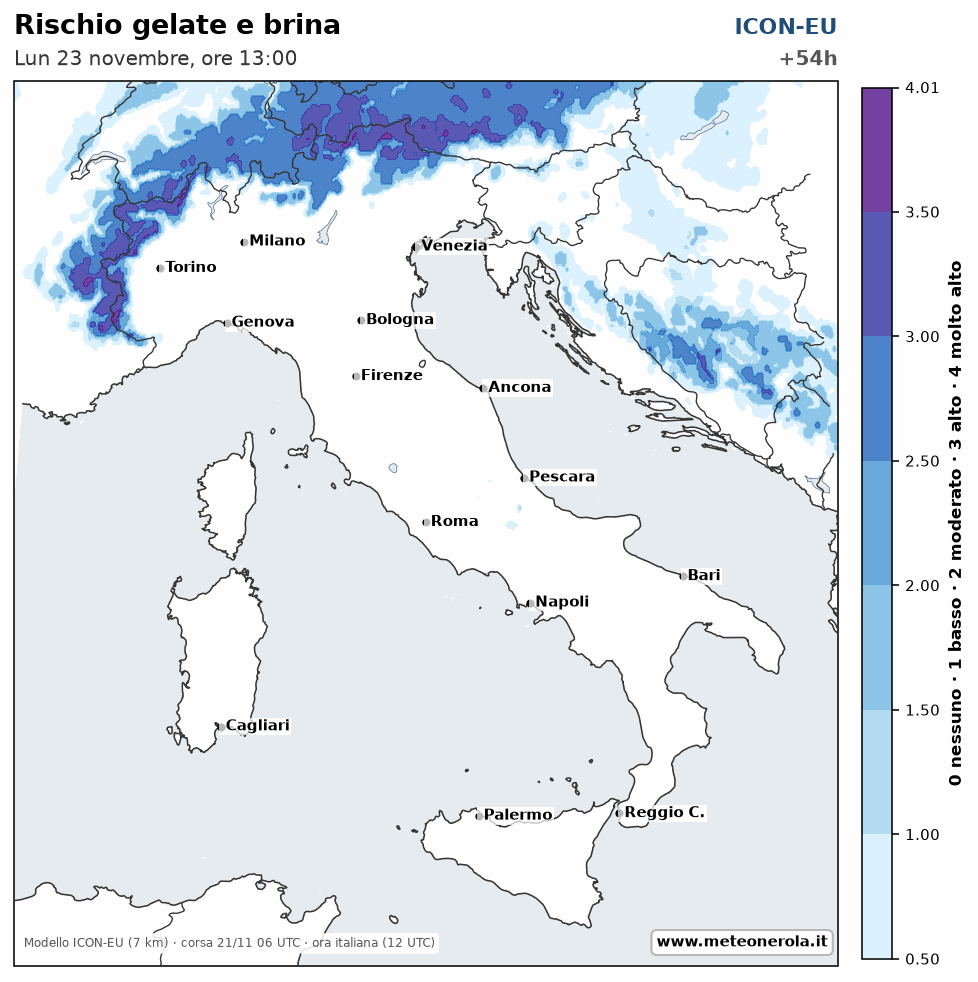 Rischio gelate e brina
ICON-EU
Lun 23 novembre, ore 13:00
+54h
4.01
3.50
3.00
2.50
2.00
1.50
1.00
0.50
0 nessuno · 1 basso · 2 moderato · 3 alto · 4 molto alto
Milano
Venezia
Torino
Genova
Bologna
Firenze
Ancona
Pescara
Roma
Bari
Napoli
Cagliari
Palermo
Reggio C.
Modello ICON-EU (7 km) · corsa 21/11 06 UTC · ora italiana (12 UTC)
www.meteonerola.it